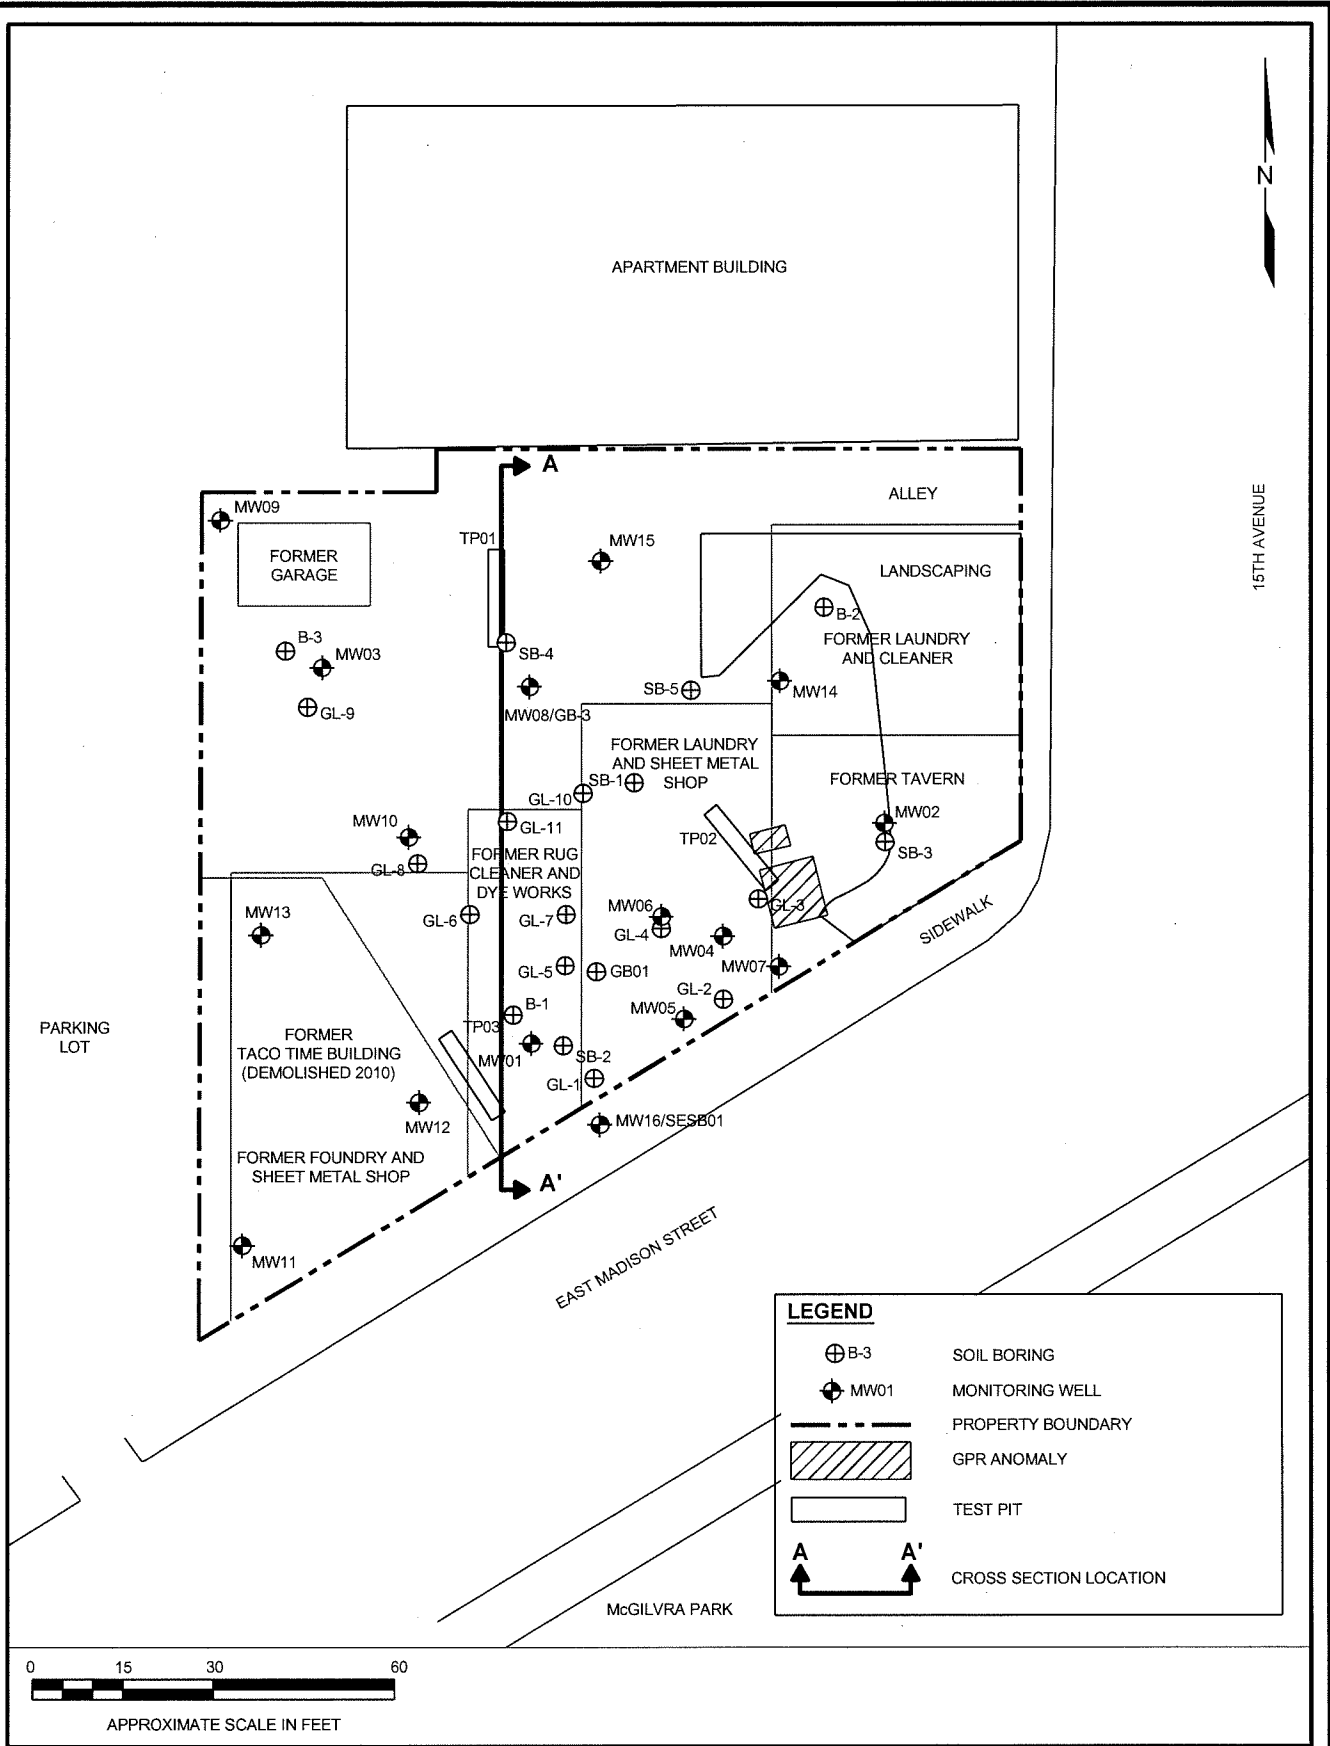 N
APARTMENT BUILDING
A
ALLEY
15TH AVENUE
MW09
TP01
MW15
FORMER
GARAGE
LANDSCAPING
B-2
B-3
MW03
SB-4
FORMER LAUNDRY
AND CLEANER
SB-5
MW14
GL-9
MW08/GB-3
FORMER LAUNDRY
AND SHEET METAL
SHOP
SB-1
FORMER TAVERN
GL-10
MW10
GL-11
TP02
MW02
SB-3
GL-8
FORMER RUG
CLEANER AND
DYE WORKS
MW13
GL-6
GL-7
MW06
GL-3
GL-4
MW04
SIDEWALK
GL-5
GB01
MW07
GL-2
B-1
MW05
PARKING
LOT
FORMER
TACO TIME BUILDING
(DEMOLISHED 2010)
TP03
MW01
SB-2
GL-1
MW12
MW16/SESB01
FORMER FOUNDRY AND
SHEET METAL SHOP
A'
MW11
EAST MADISON STREET
LEGEND
B-3 SOIL BORING
MW01 MONITORING WELL
PROPERTY BOUNDARY
GPR ANOMALY
TEST PIT
A A'
CROSS SECTION LOCATION
McGILVRA PARK
0 15 30 60
APPROXIMATE SCALE IN FEET